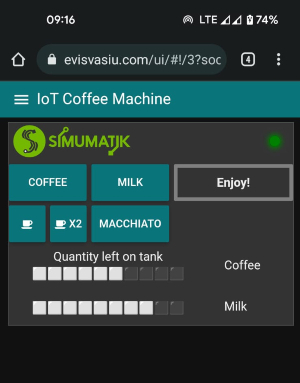 09:16
LTE
74%
evisvasiu.com/ui/#!/3?soc
4
IoT Coffee Machine
SIMUMATIK
COFFEE
MILK
Enjoy!
X2
MACCHIATO
Quantity left on tank
Coffee
Milk